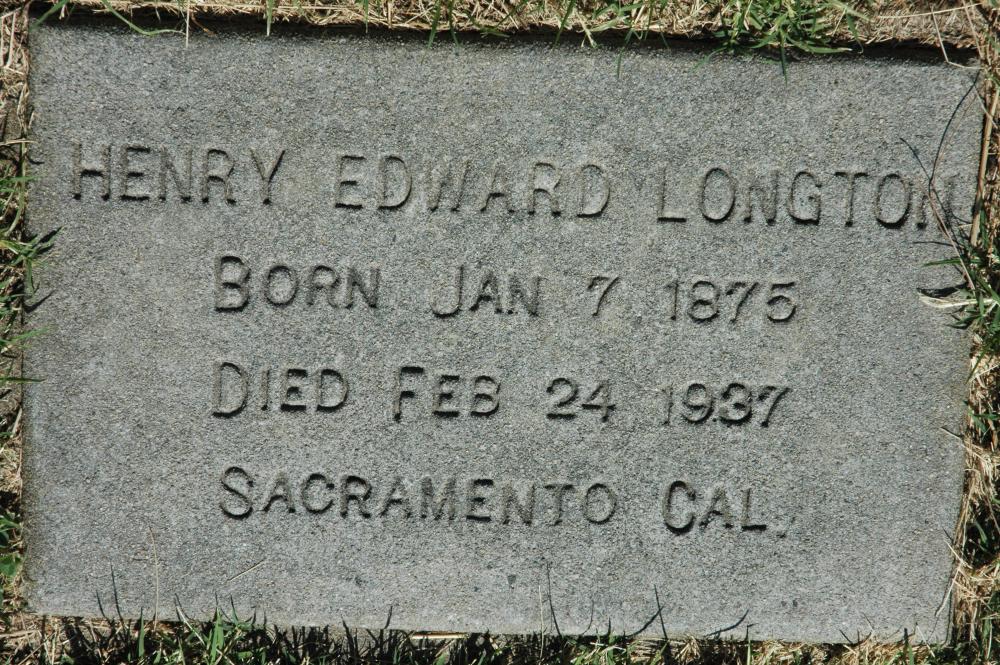 HENRY EDWARD LONGTON
BORN JAN 7 1875
DIED FEB 24 1937
SACRAMENTO CAL.